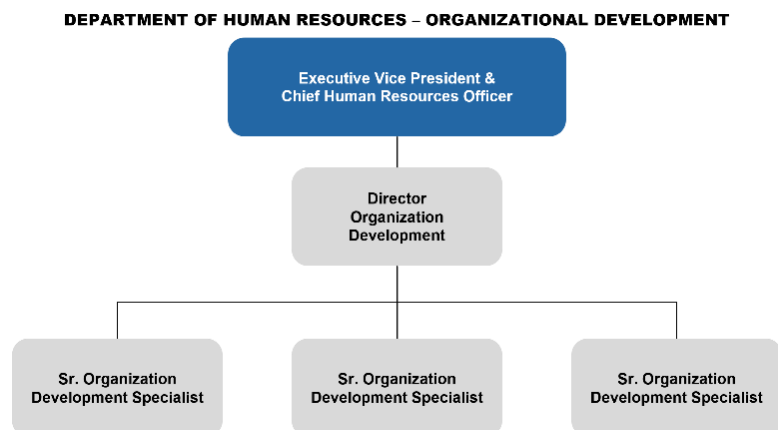 DEPARTMENT OF HUMAN RESOURCES – ORGANIZATIONAL DEVELOPMENT
Executive Vice President &
Chief Human Resources Officer
Director
Organization
Development
Sr. Organization
Development Specialist
Sr. Organization
Development Specialist
Sr. Organization
Development Specialist